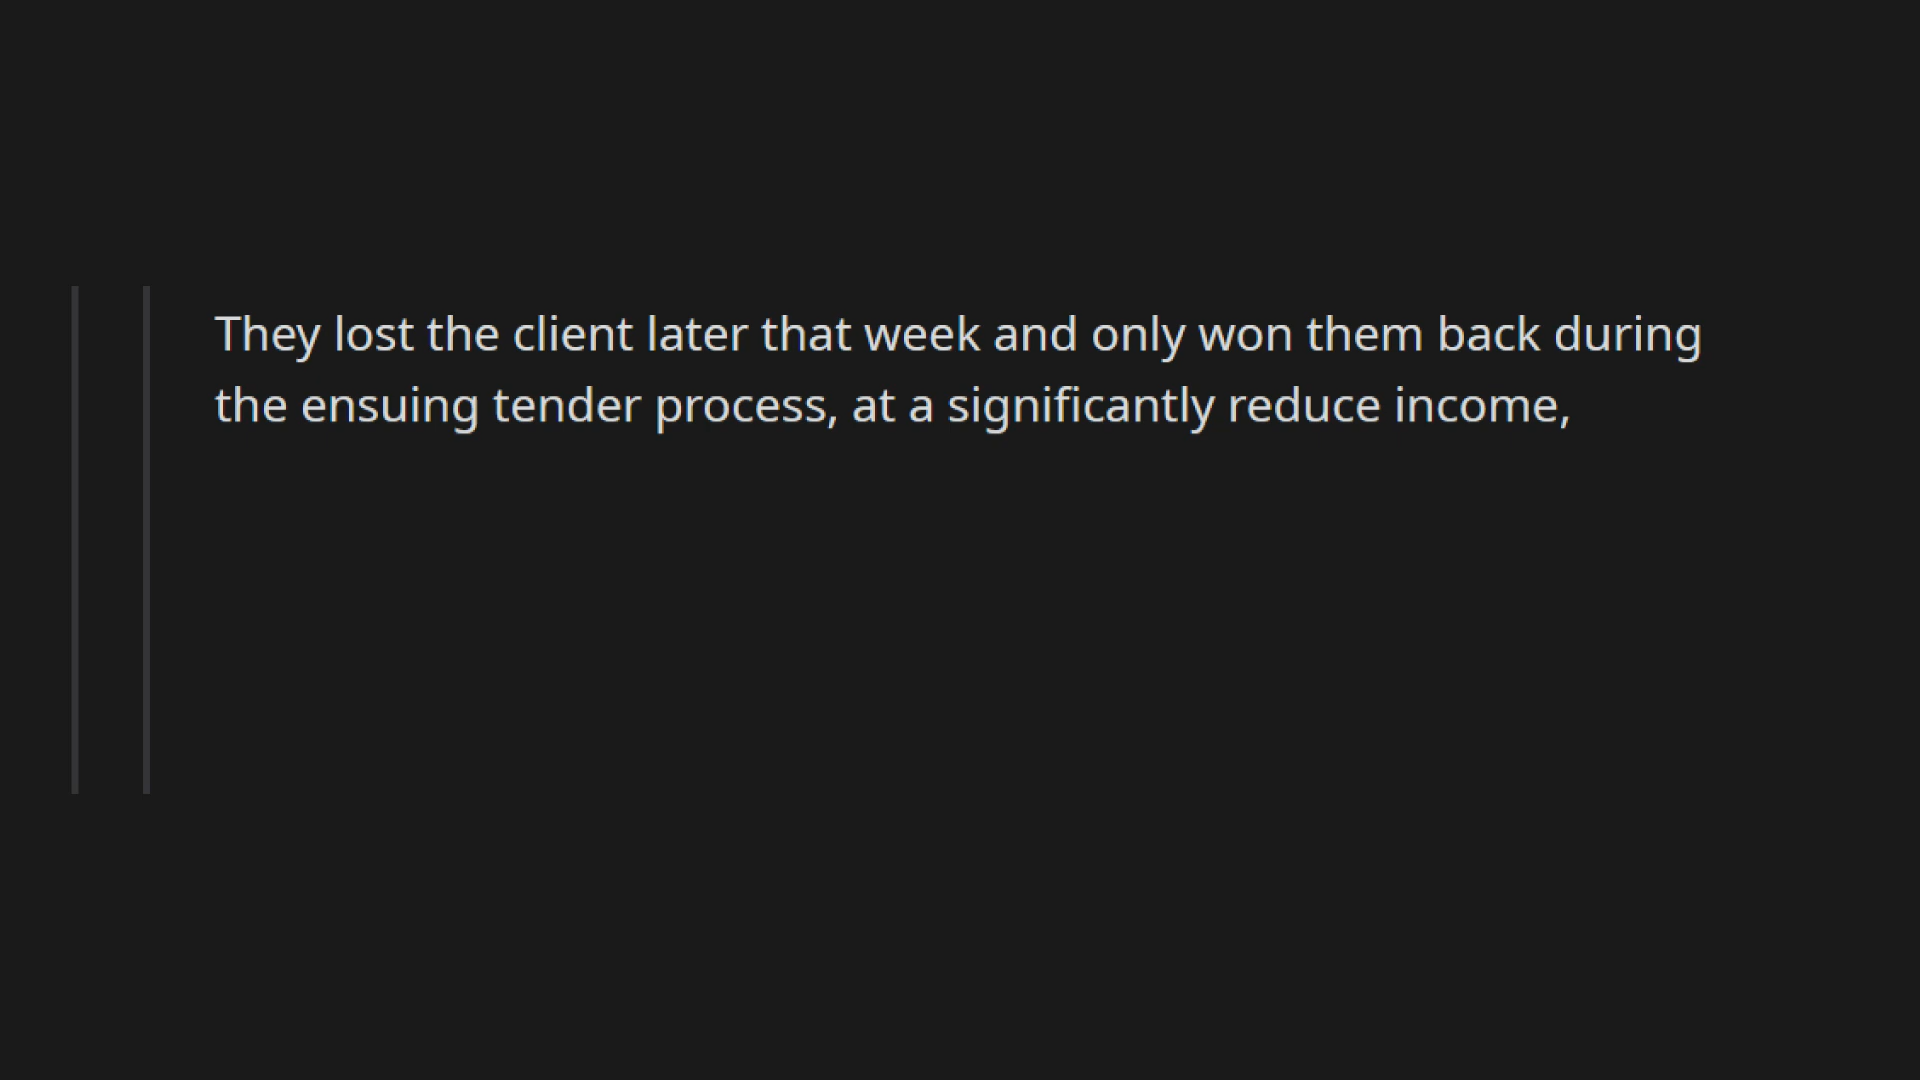 They lost the client later that week and only won them back during
the ensuing tender process, at a significantly reduce income,